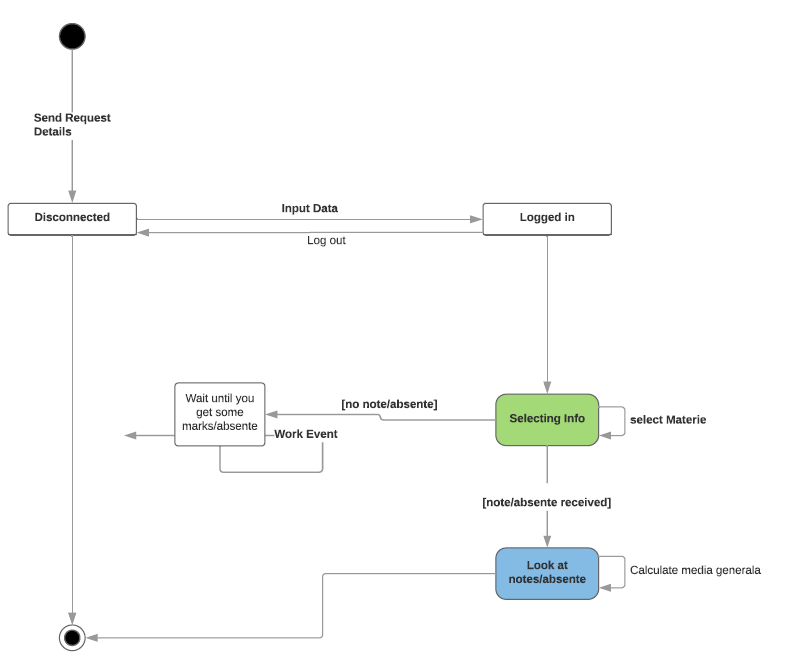 Send Request
Details
Disconnected
Input Data
Logged in
Log out
Wait until you
get some
marks/absente
[no note/absente]
Selecting Info
select Materie
Work Event
[note/absente received]
Look at
notes/absente
Calculate media generala